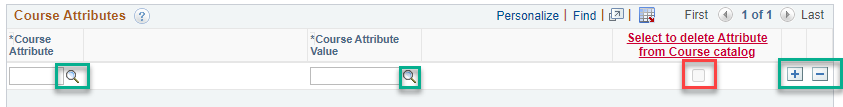 Course Attributes ? Personalize | Find | First 1 of 1 Last
*Course Attribute
*Course Attribute Value
Select to delete Attribute from Course catalog